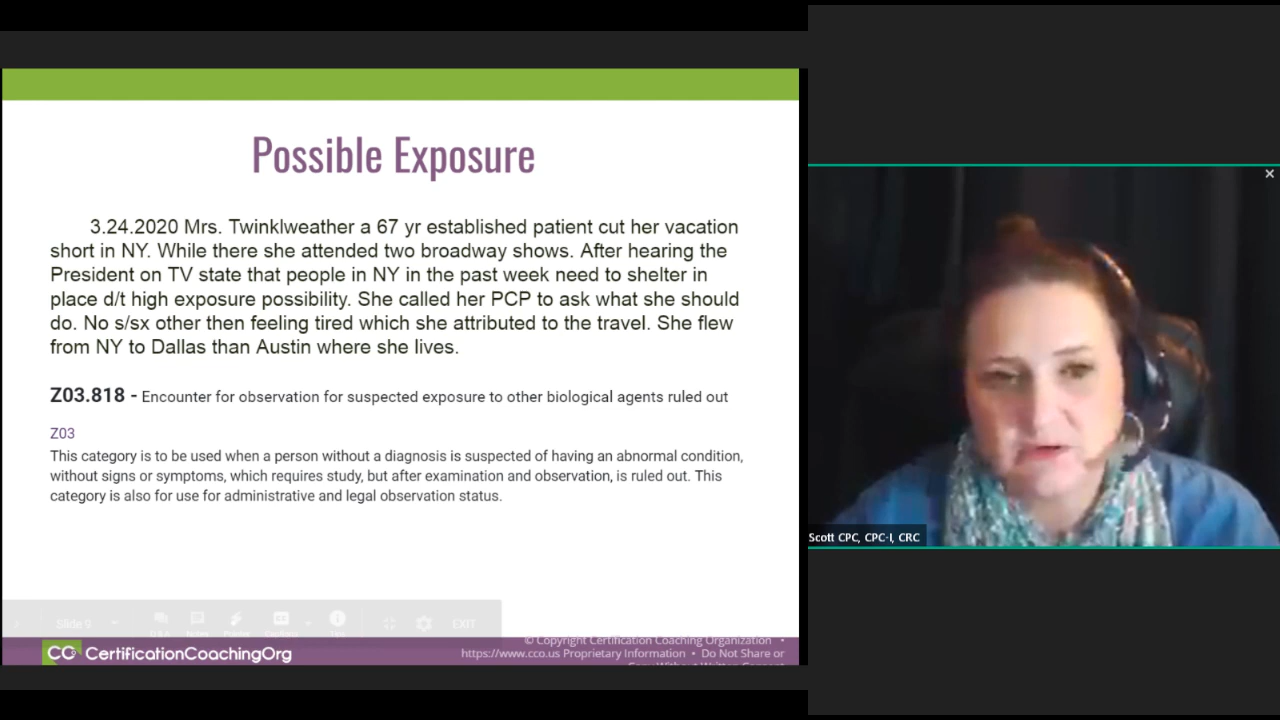 Possible Exposure
3.24.2020 Mrs. Twinklweather a 67 yr established patient cut her vacation
short in NY. While there she attended two broadway shows. After hearing the
President on TV state that people in NY in the past week need to shelter in
place d/t high exposure possibility. She called her PCP to ask what she should
do. No s/sx other then feeling tired which she attributed to the travel. She flew
from NY to Dallas than Austin where she lives.
Z03.818 - Encounter for observation for suspected exposure to other biological agents ruled out
Z03
This category is to be used when a person without a diagnosis is suspected of having an abnormal condition,
without signs or symptoms, which requires study, but after examination and observation, is ruled out. This
category is also for use for administrative and legal observation status.
Slide 9
EXIT
CC CertificationCoachingOrg
© Copyright Certification Coaching Organization •
https://www.cco.us Proprietary Information • Do Not Share or
Scott CPC, CPC-I, CRC